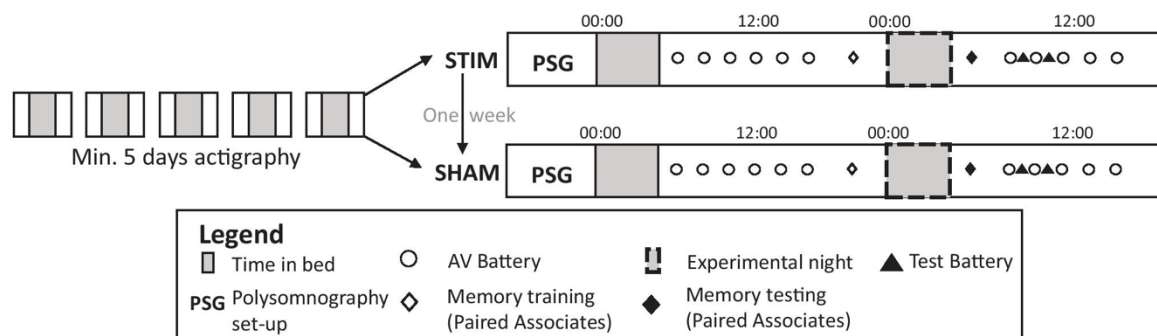 00:00 12:00 00:00 12:00
STIM PSG
One week
00:00 12:00 00:00 12:00
Min. 5 days actigraphy
SHAM PSG
Legend
Time in bed AV Battery Experimental night Test Battery
PSG Polysomnography Memory training Memory testing
set-up (Paired Associates) (Paired Associates)